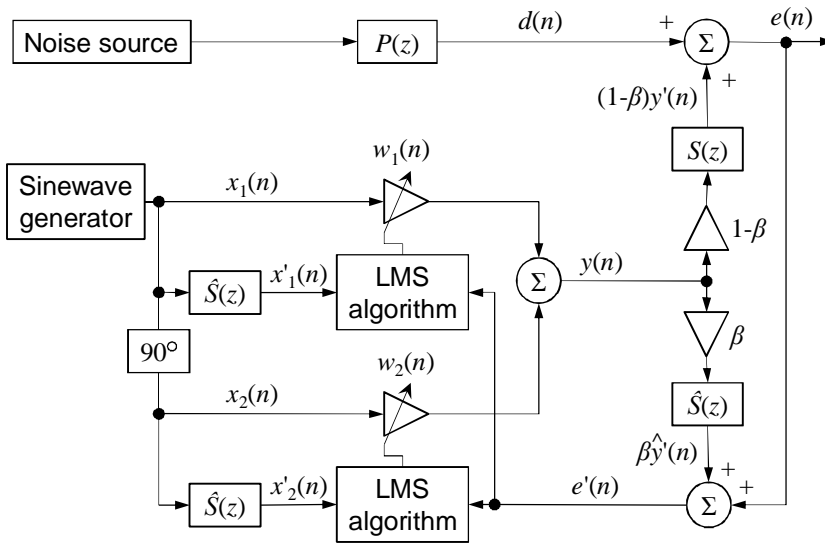 Noise source
P(z)
d(n)
+
Σ
e(n)
+
(1-β)y'(n)
S(z)
1-β
Sinewave
generator
x₁(n)
w₁(n)
Σ
y(n)
Ŝ(z)
x'₁(n)
LMS
algorithm
β
90°
w₂(n)
x₂(n)
Ŝ(z)
βŷ'(n)
+
+
Σ
Ŝ(z)
x'₂(n)
LMS
algorithm
e'(n)